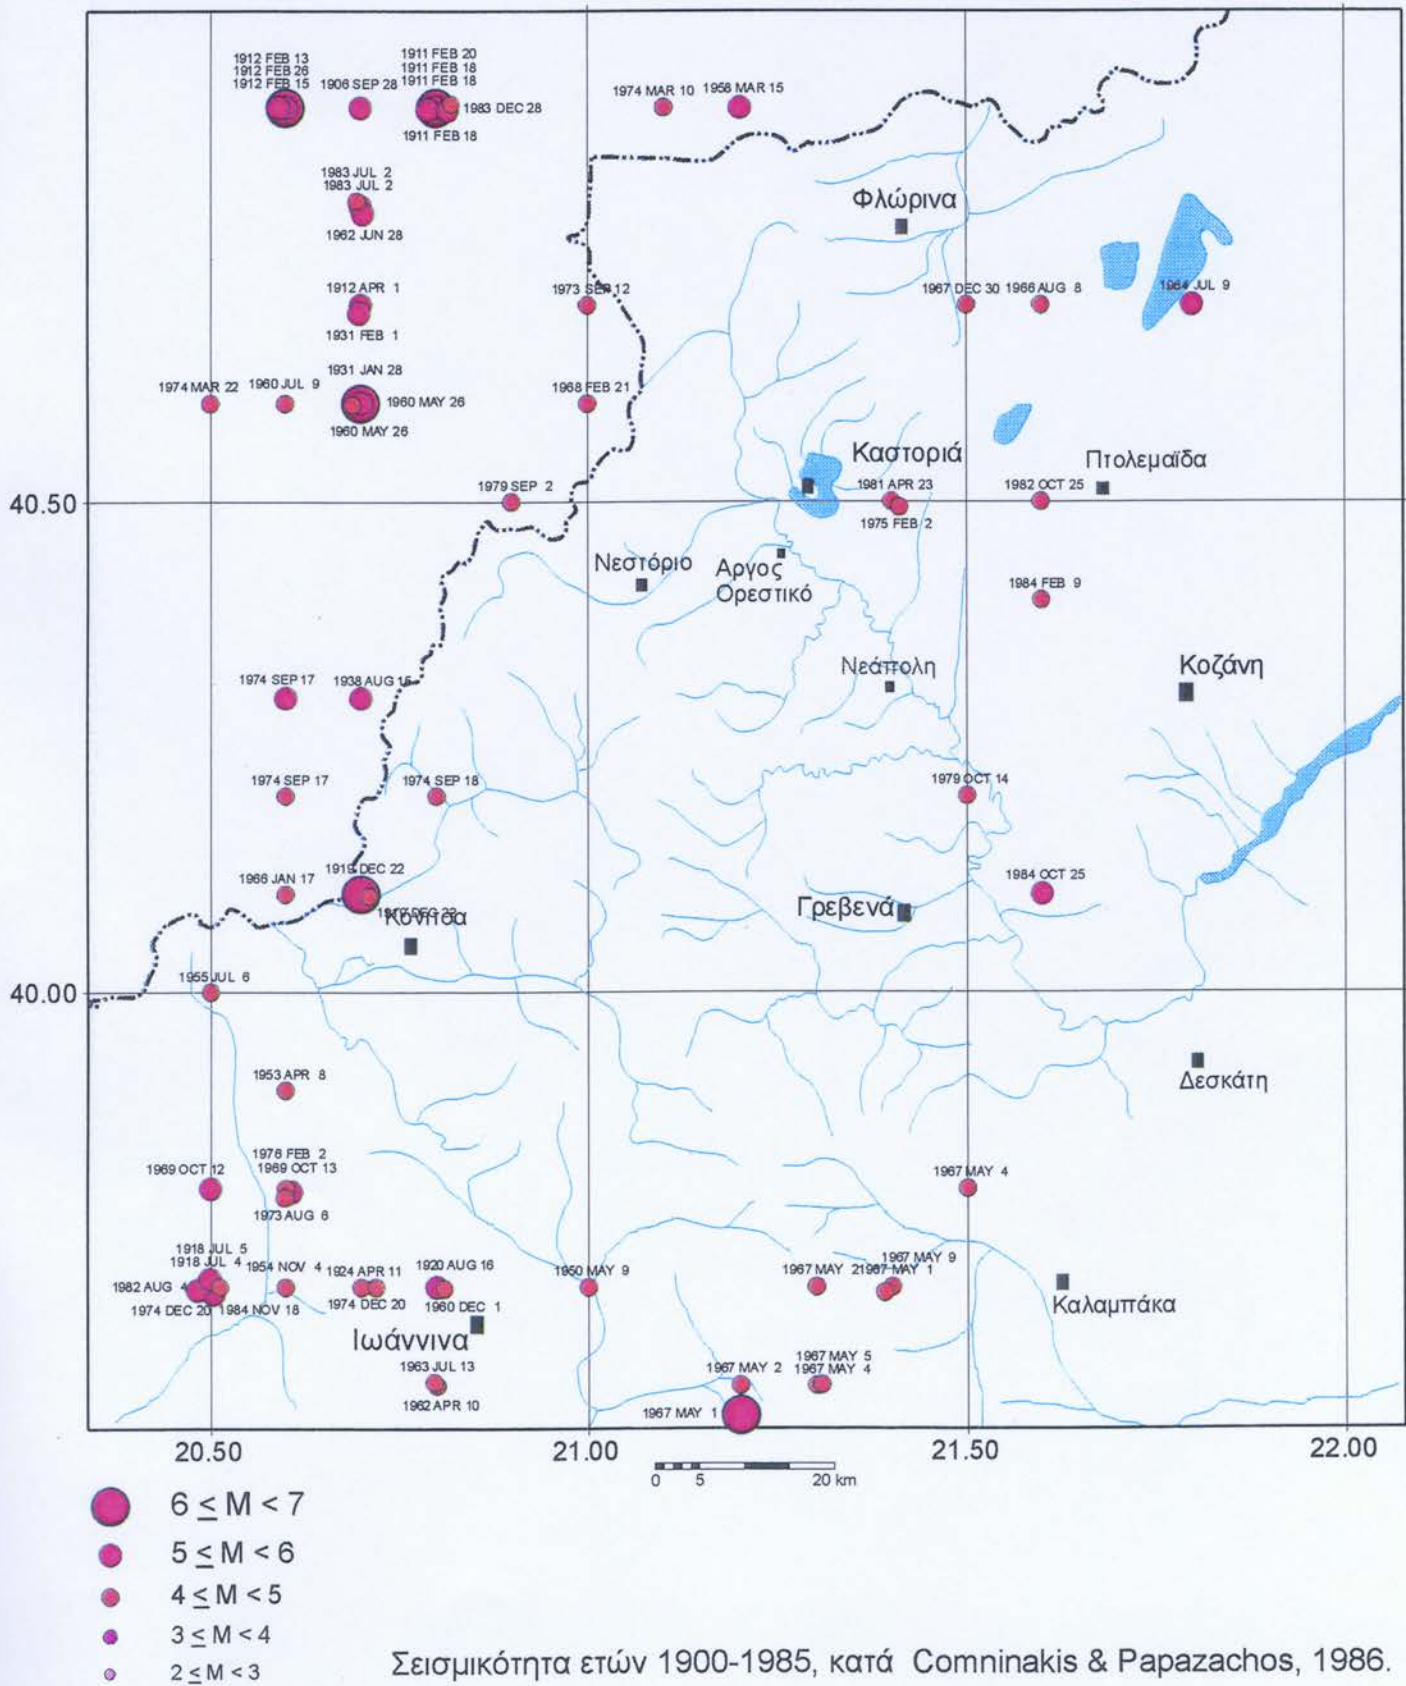 1912 FEB 13
1912 FEB 26
1912 FEB 15
1906 SEP 28
1911 FEB 20
1911 FEB 18
1911 FEB 18
1983 DEC 28
1911 FEB 18
1974 MAR 10
1958 MAR 15
1983 JUL 2
1983 JUL 2
1962 JUN 28
Φλώρινα
1912 APR 1
1931 FEB 1
1973 SEP 12
1967 DEC 30
1966 AUG 8
1984 JUL 9
1931 JAN 28
1974 MAR 22
1960 JUL 9
1960 MAY 26
1960 MAY 26
1968 FEB 21
Καστοριά
Πτολεμαϊδα
1979 SEP 2
1981 APR 23
1982 OCT 25
40.50
1975 FEB 2
Νεστόριο
Αργος
Ορεστικό
1984 FEB 9
Νεάπολη
Κοζάνη
1974 SEP 17
1938 AUG 15
1974 SEP 17
1974 SEP 18
1979 OCT 14
1919 DEC 22
1966 JAN 17
1984 OCT 25
Κόνιτσα
Γρεβενά
1955 JUL 6
40.00
1953 APR 8
Δεσκάτη
1976 FEB 2
1969 OCT 12
1969 OCT 13
1973 AUG 6
1967 MAY 4
1918 JUL 5
1918 JUL 4
1982 AUG 4
1954 NOV 4
1924 APR 11
1920 AUG 16
1950 MAY 9
1967 MAY 9
1967 MAY 2
1967 MAY 1
1974 DEC 20
1984 NOV 18
1974 DEC 20
1960 DEC 1
Καλαμπάκα
Ιωάννινα
1963 JUL 13
1962 APR 10
1967 MAY 2
1967 MAY 5
1967 MAY 4
1967 MAY 1
20.50
21.00
21.50
22.00
0 5 20 km
6 ≤ M < 7
5 ≤ M < 6
4 ≤ M < 5
3 ≤ M < 4
2 ≤ M < 3
Σεισμικότητα ετών 1900-1985, κατά Comninakis & Papazachos, 1986.